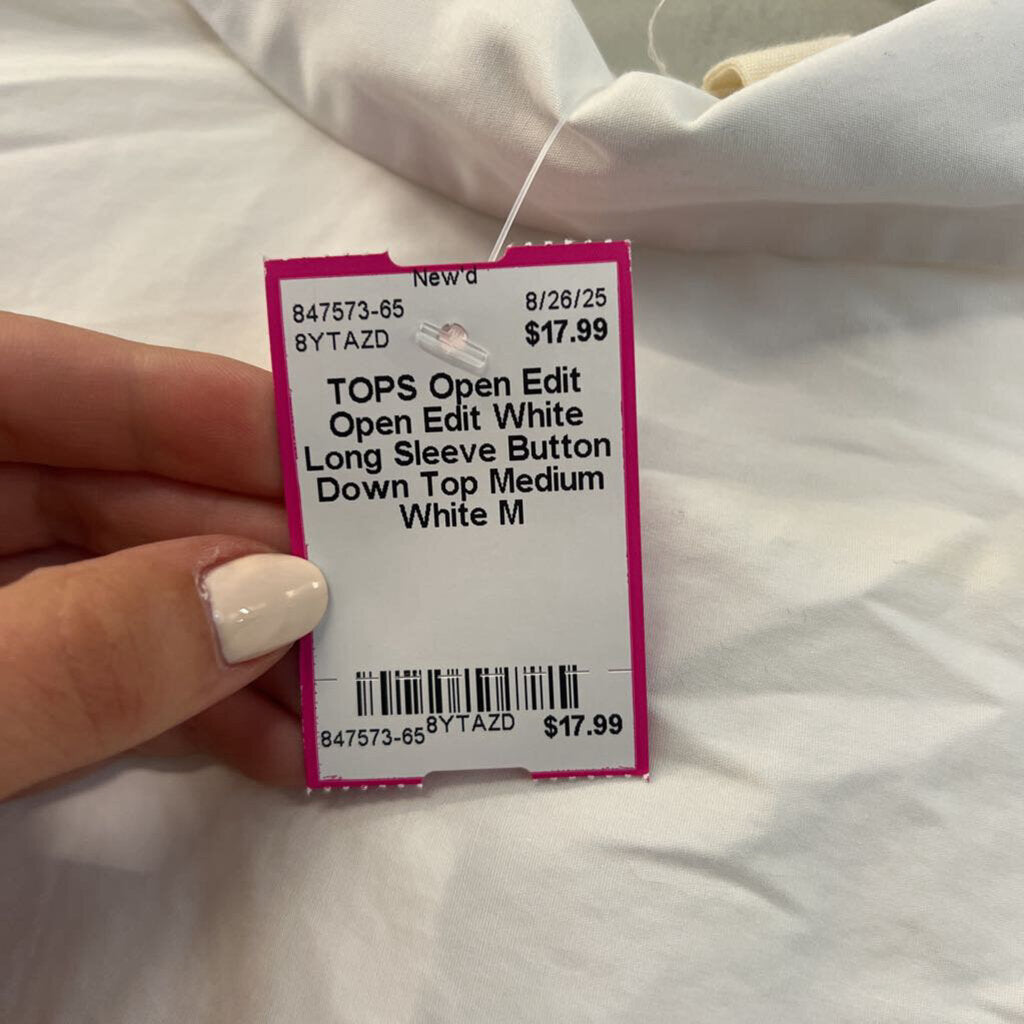 New'd
847573-65 8/26/25
8YTAZD $17.99
TOPS Open Edit
Open Edit White
Long Sleeve Button
Down Top Medium
White M
847573-65 8YTAZD $17.99